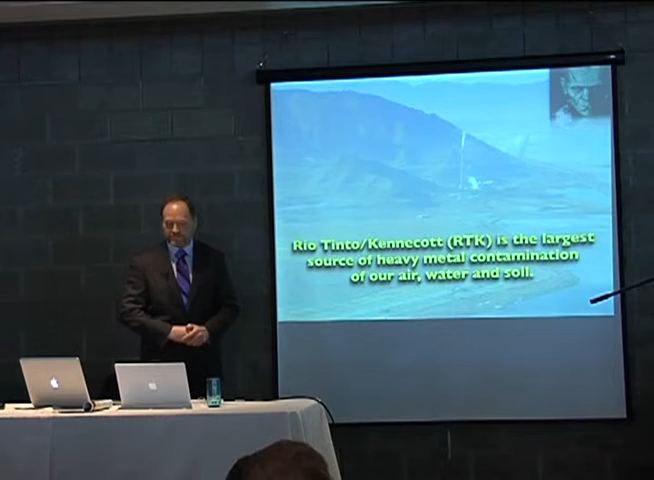 Rio Tinto/Kennecott (RTK) is the largest
source of heavy metal contamination
of our air, water and soil.